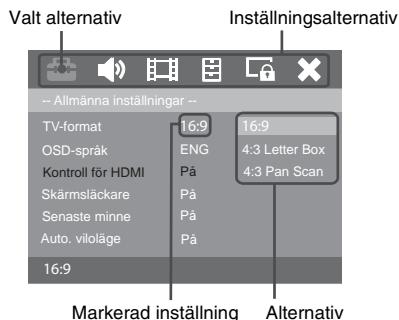 Valt alternativ Inställningsalternativ
-- Allmänna inställningar --
TV-format 16:9 16:9
OSD-språk ENG 4:3 Letter Box
Kontroll för HDMI På 4:3 Pan Scan
Skärmsläckare På
Senaste minne På
Auto. viloläge På
16:9
Markerad inställning Alternativ